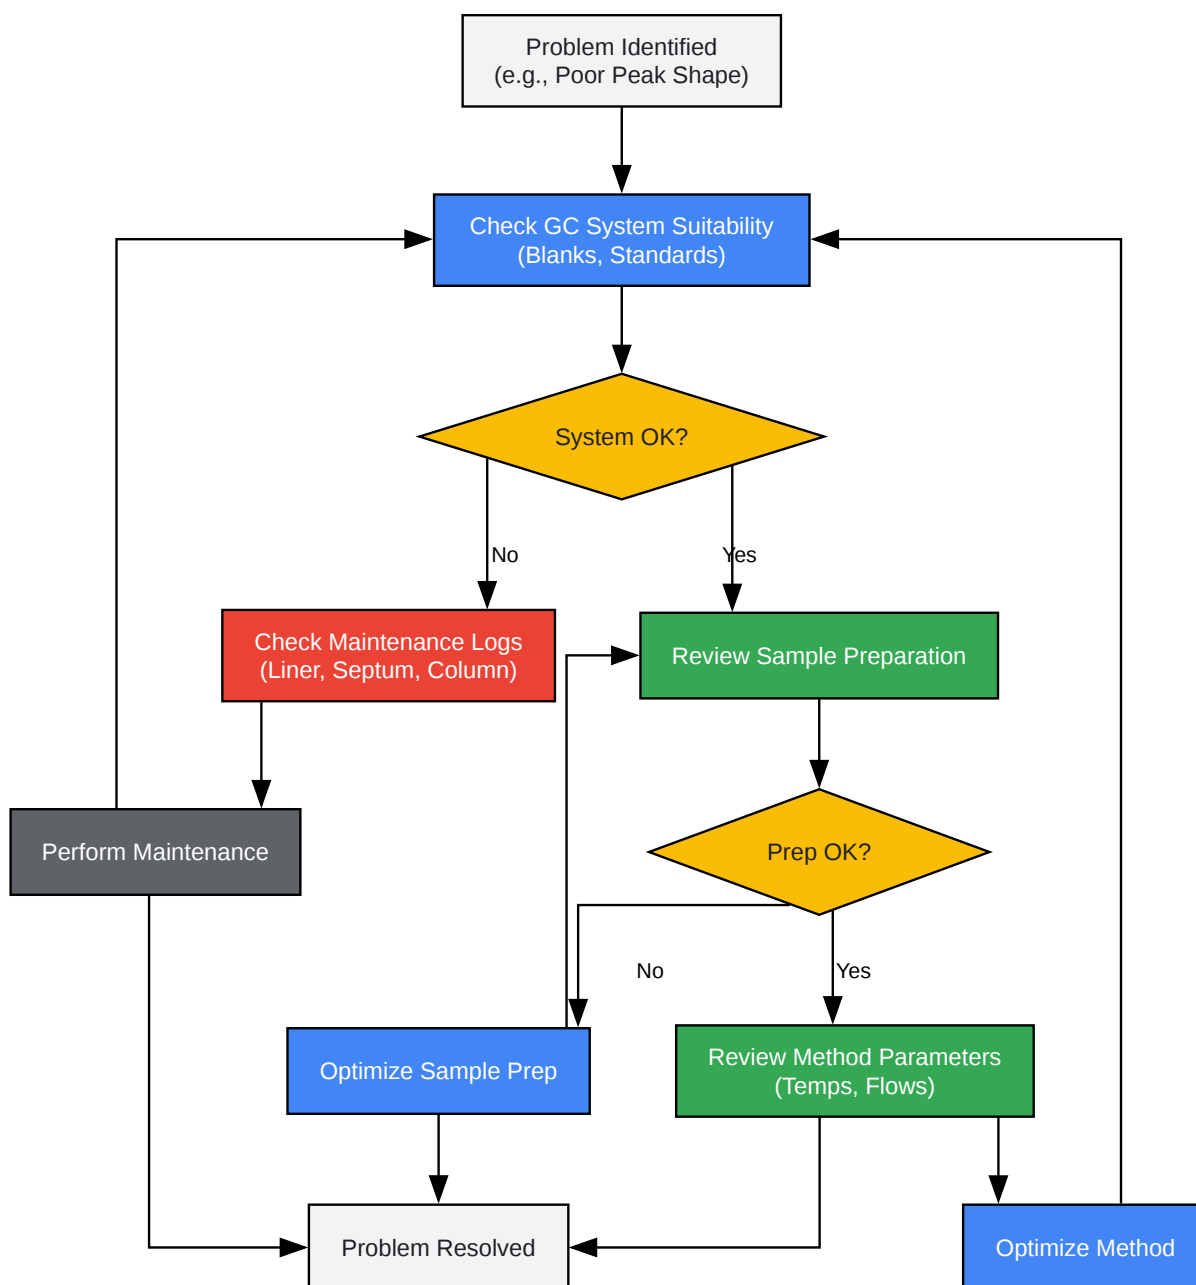 Problem Identified
(e.g., Poor Peak Shape)
Check GC System Suitability
(Blanks, Standards)
System OK?
No
Yes
Check Maintenance Logs
(Liner, Septum, Column)
Review Sample Preparation
Perform Maintenance
Prep OK?
No
Yes
Optimize Sample Prep
Review Method Parameters
(Temps, Flows)
Problem Resolved
Optimize Method